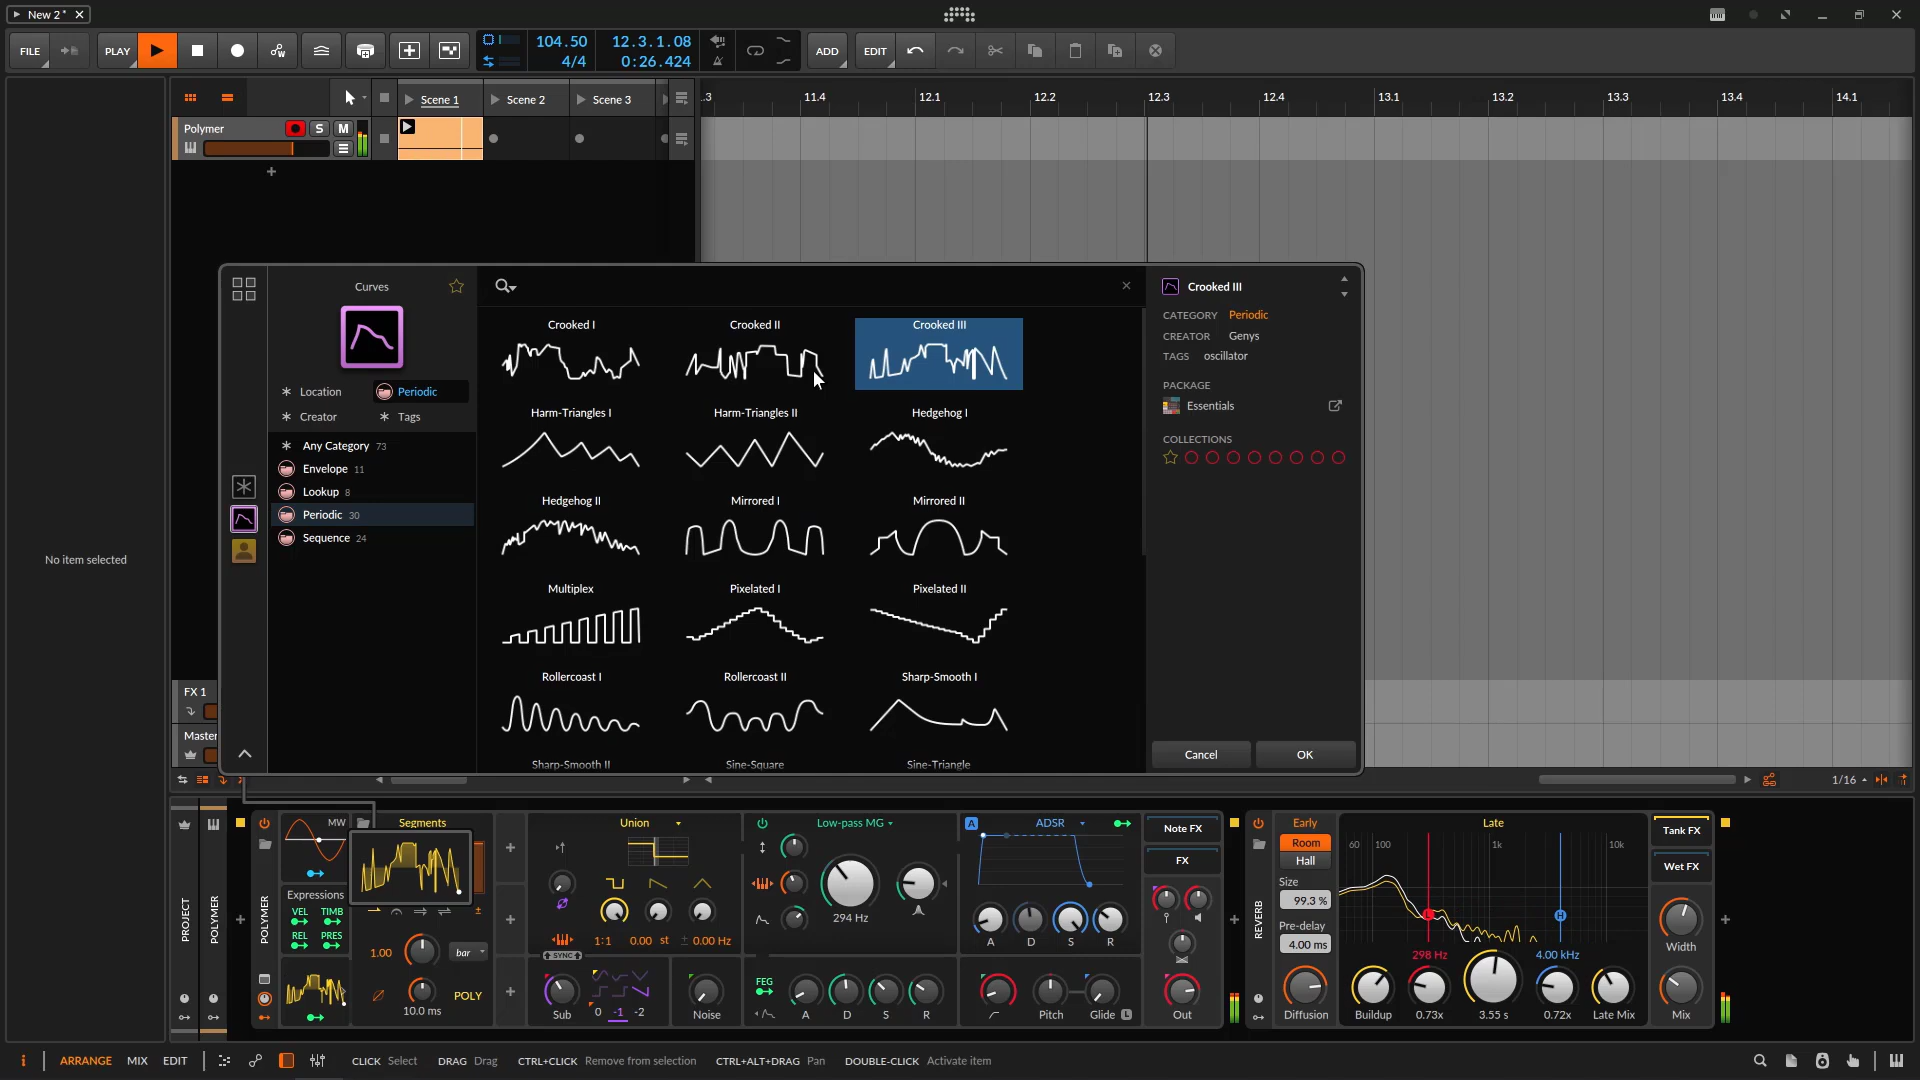 New 2*
FILE
PLAY
104.50
4/4
12.3.1.08
0:26.424
ADD
EDIT
Scene 1
Scene 2
Scene 3
.3
11.4
12.1
12.2
12.3
12.4
13.1
13.2
13.3
13.4
14.1
Polymer
S
M
+
No item selected
Curves
Location
Periodic
Creator
Tags
Any Category 73
Envelope 11
Lookup 8
Periodic 30
Sequence 24
Crooked I
Crooked II
Crooked III
Harm-Triangles I
Harm-Triangles II
Hedgehog I
Hedgehog II
Mirrored I
Mirrored II
Multiplex
Pixelated I
Pixelated II
Rollercoast I
Rollercoast II
Sharp-Smooth I
Sharp-Smooth II
Sine-Square
Sine-Triangle
Crooked III
CATEGORY Periodic
CREATOR Genys
TAGS oscillator
PACKAGE
Essentials
COLLECTIONS
Cancel
OK
FX 1
Master
1/16
PROJECT
POLYMER
POLYMER
MW
Expressions
VEL TIMB
REL PRES
Segments
1.00
bar
10.0 ms
POLY
Union
1:1
0.00 st
± 0.00 Hz
SYNC
Sub
0 -1 -2
Noise
Low-pass MG
294 Hz
FEG
A D S R
A
ADSR
A D S R
Pitch
Glide
L
Note FX
FX
Out
REVERB
Early
Room
Hall
Size
99.3 %
Pre-delay
4.00 ms
Diffusion
Late
60 100 1k 10k
L
H
298 Hz
4.00 kHz
Buildup
0.73x
3.55 s
0.72x
Late Mix
Tank FX
Wet FX
Width
Mix
i
ARRANGE MIX EDIT
CLICK Select DRAG Drag CTRL+CLICK Remove from selection CTRL+ALT+DRAG Pan DOUBLE-CLICK Activate item